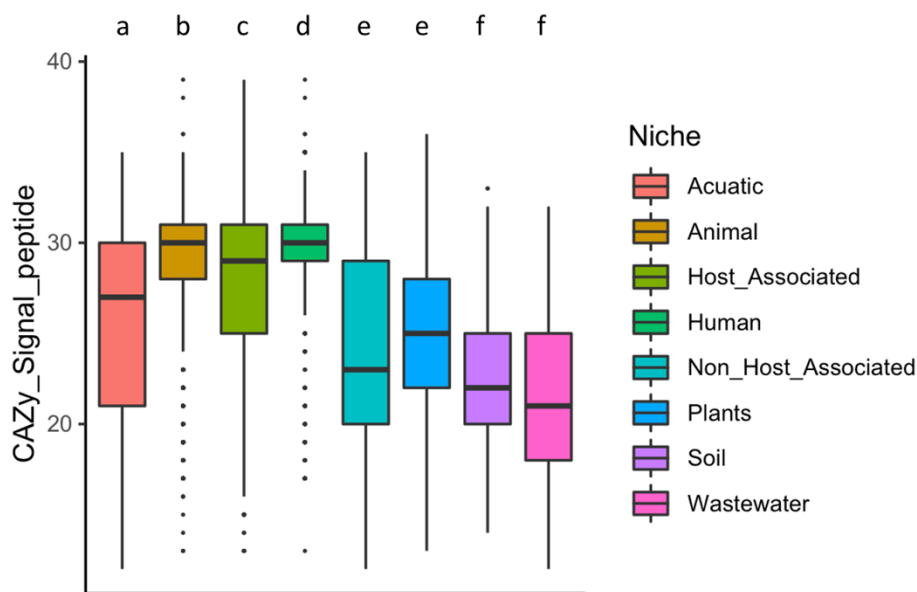 a b c d e e f f
40
30
20
CAZy_Signal_peptide
Niche
Acuatic
Animal
Host_Associated
Human
Non_Host_Associated
Plants
Soil
Wastewater